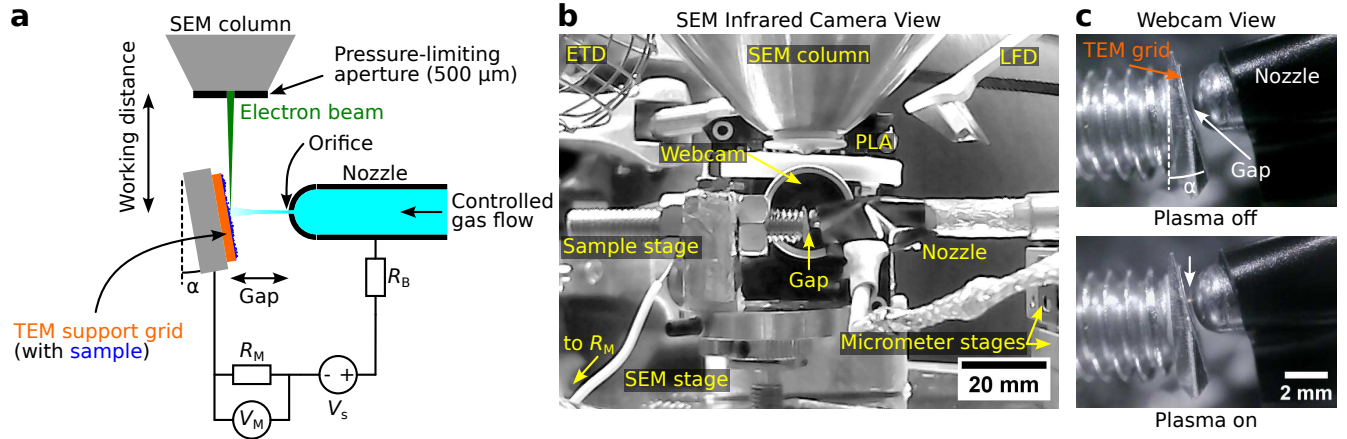 a
SEM column
Pressure-limiting
aperture (500 µm)
Working distance
Electron beam
Orifice
Nozzle
Controlled
gas flow
α
Gap
R_B
TEM support grid
(with sample)
R_M
- +
V_M
V_s
b
SEM Infrared Camera View
ETD
SEM column
LFD
Webcam
PLA
Sample stage
Gap
Nozzle
to R_M
SEM stage
Micrometer stages
20 mm
c
Webcam View
TEM grid
Nozzle
Gap
α
Plasma off
2 mm
Plasma on